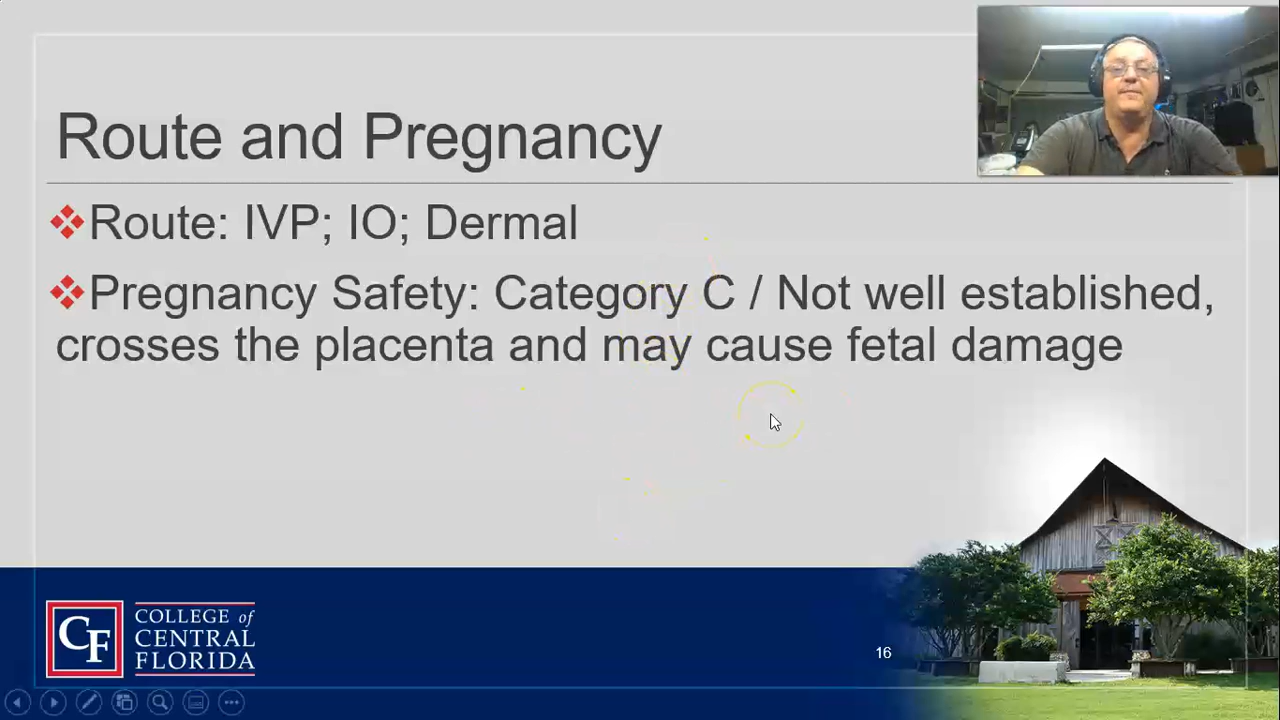 Route and Pregnancy
❖Route: IVP; IO; Dermal
❖Pregnancy Safety: Category C / Not well established,
crosses the placenta and may cause fetal damage
CF
COLLEGE of
CENTRAL
FLORIDA
16